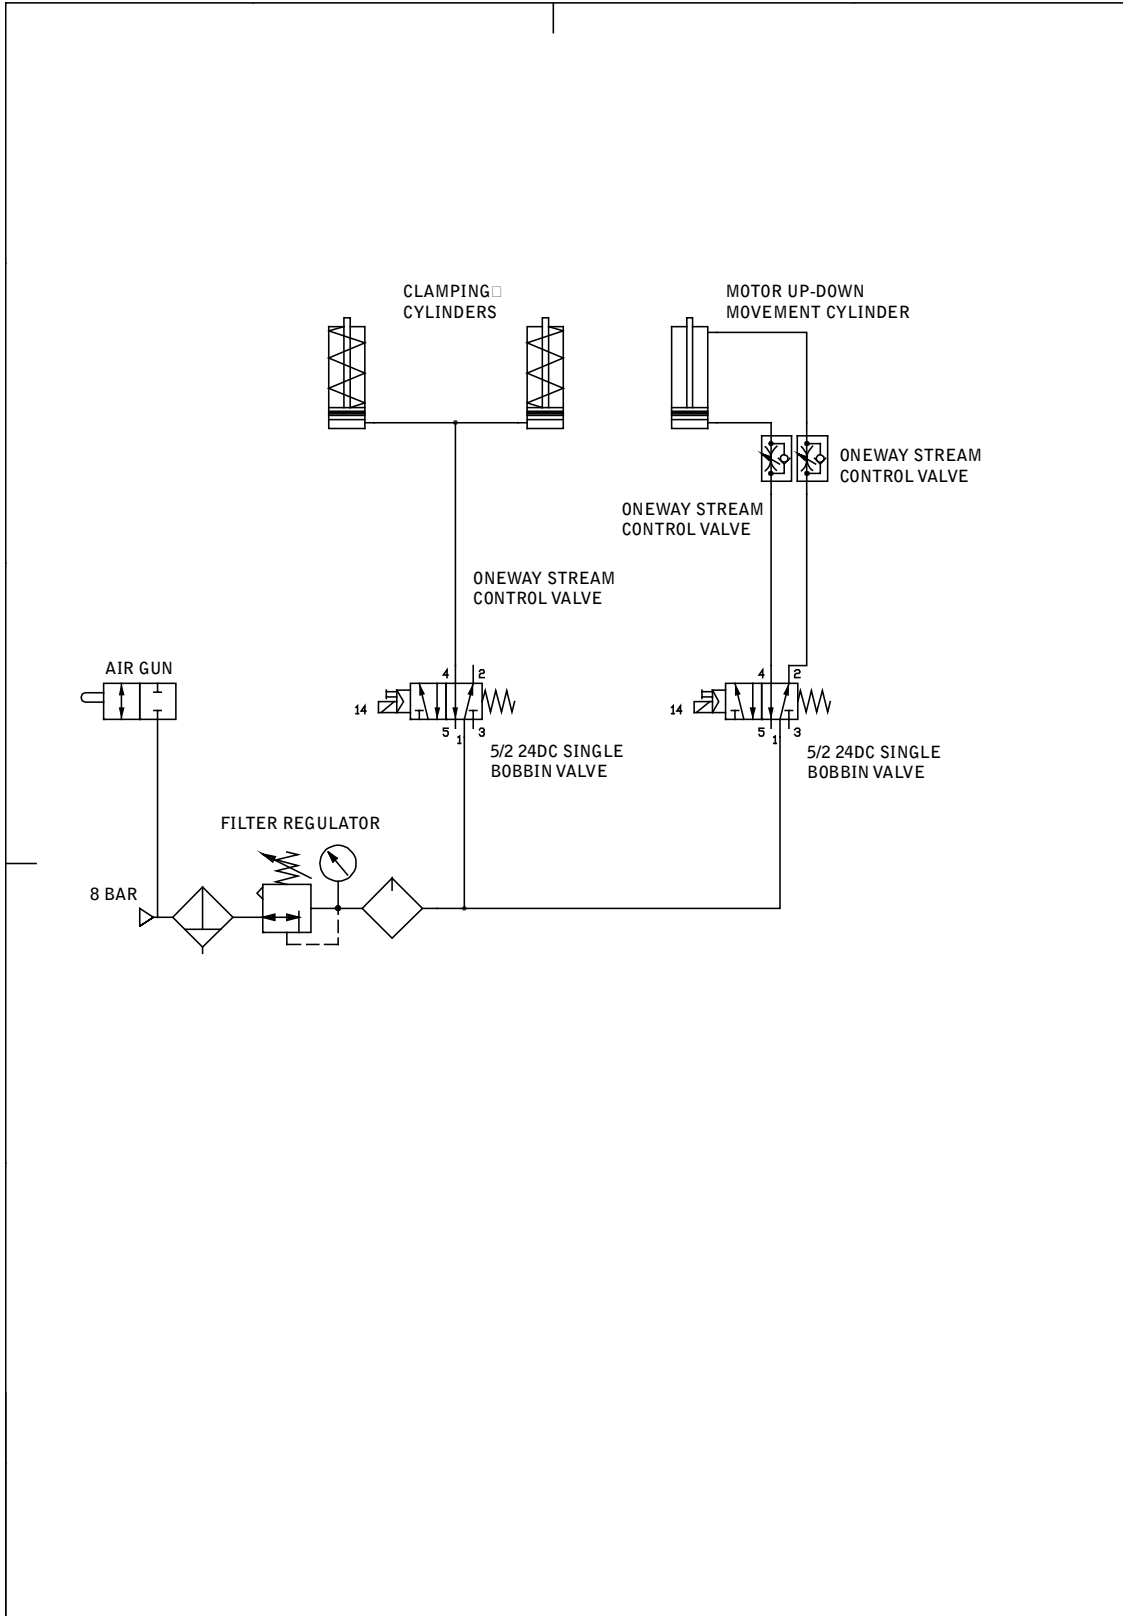 CLAMPING□
CYLINDERS
MOTOR UP-DOWN
MOVEMENT CYLINDER
ONEWAY STREAM
CONTROL VALVE
ONEWAY STREAM
CONTROL VALVE
ONEWAY STREAM
CONTROL VALVE
AIR GUN
4
2
14
5
1
3
5/2 24DC SINGLE
BOBBIN VALVE
4
2
14
5
1
3
5/2 24DC SINGLE
BOBBIN VALVE
FILTER REGULATOR
8 BAR